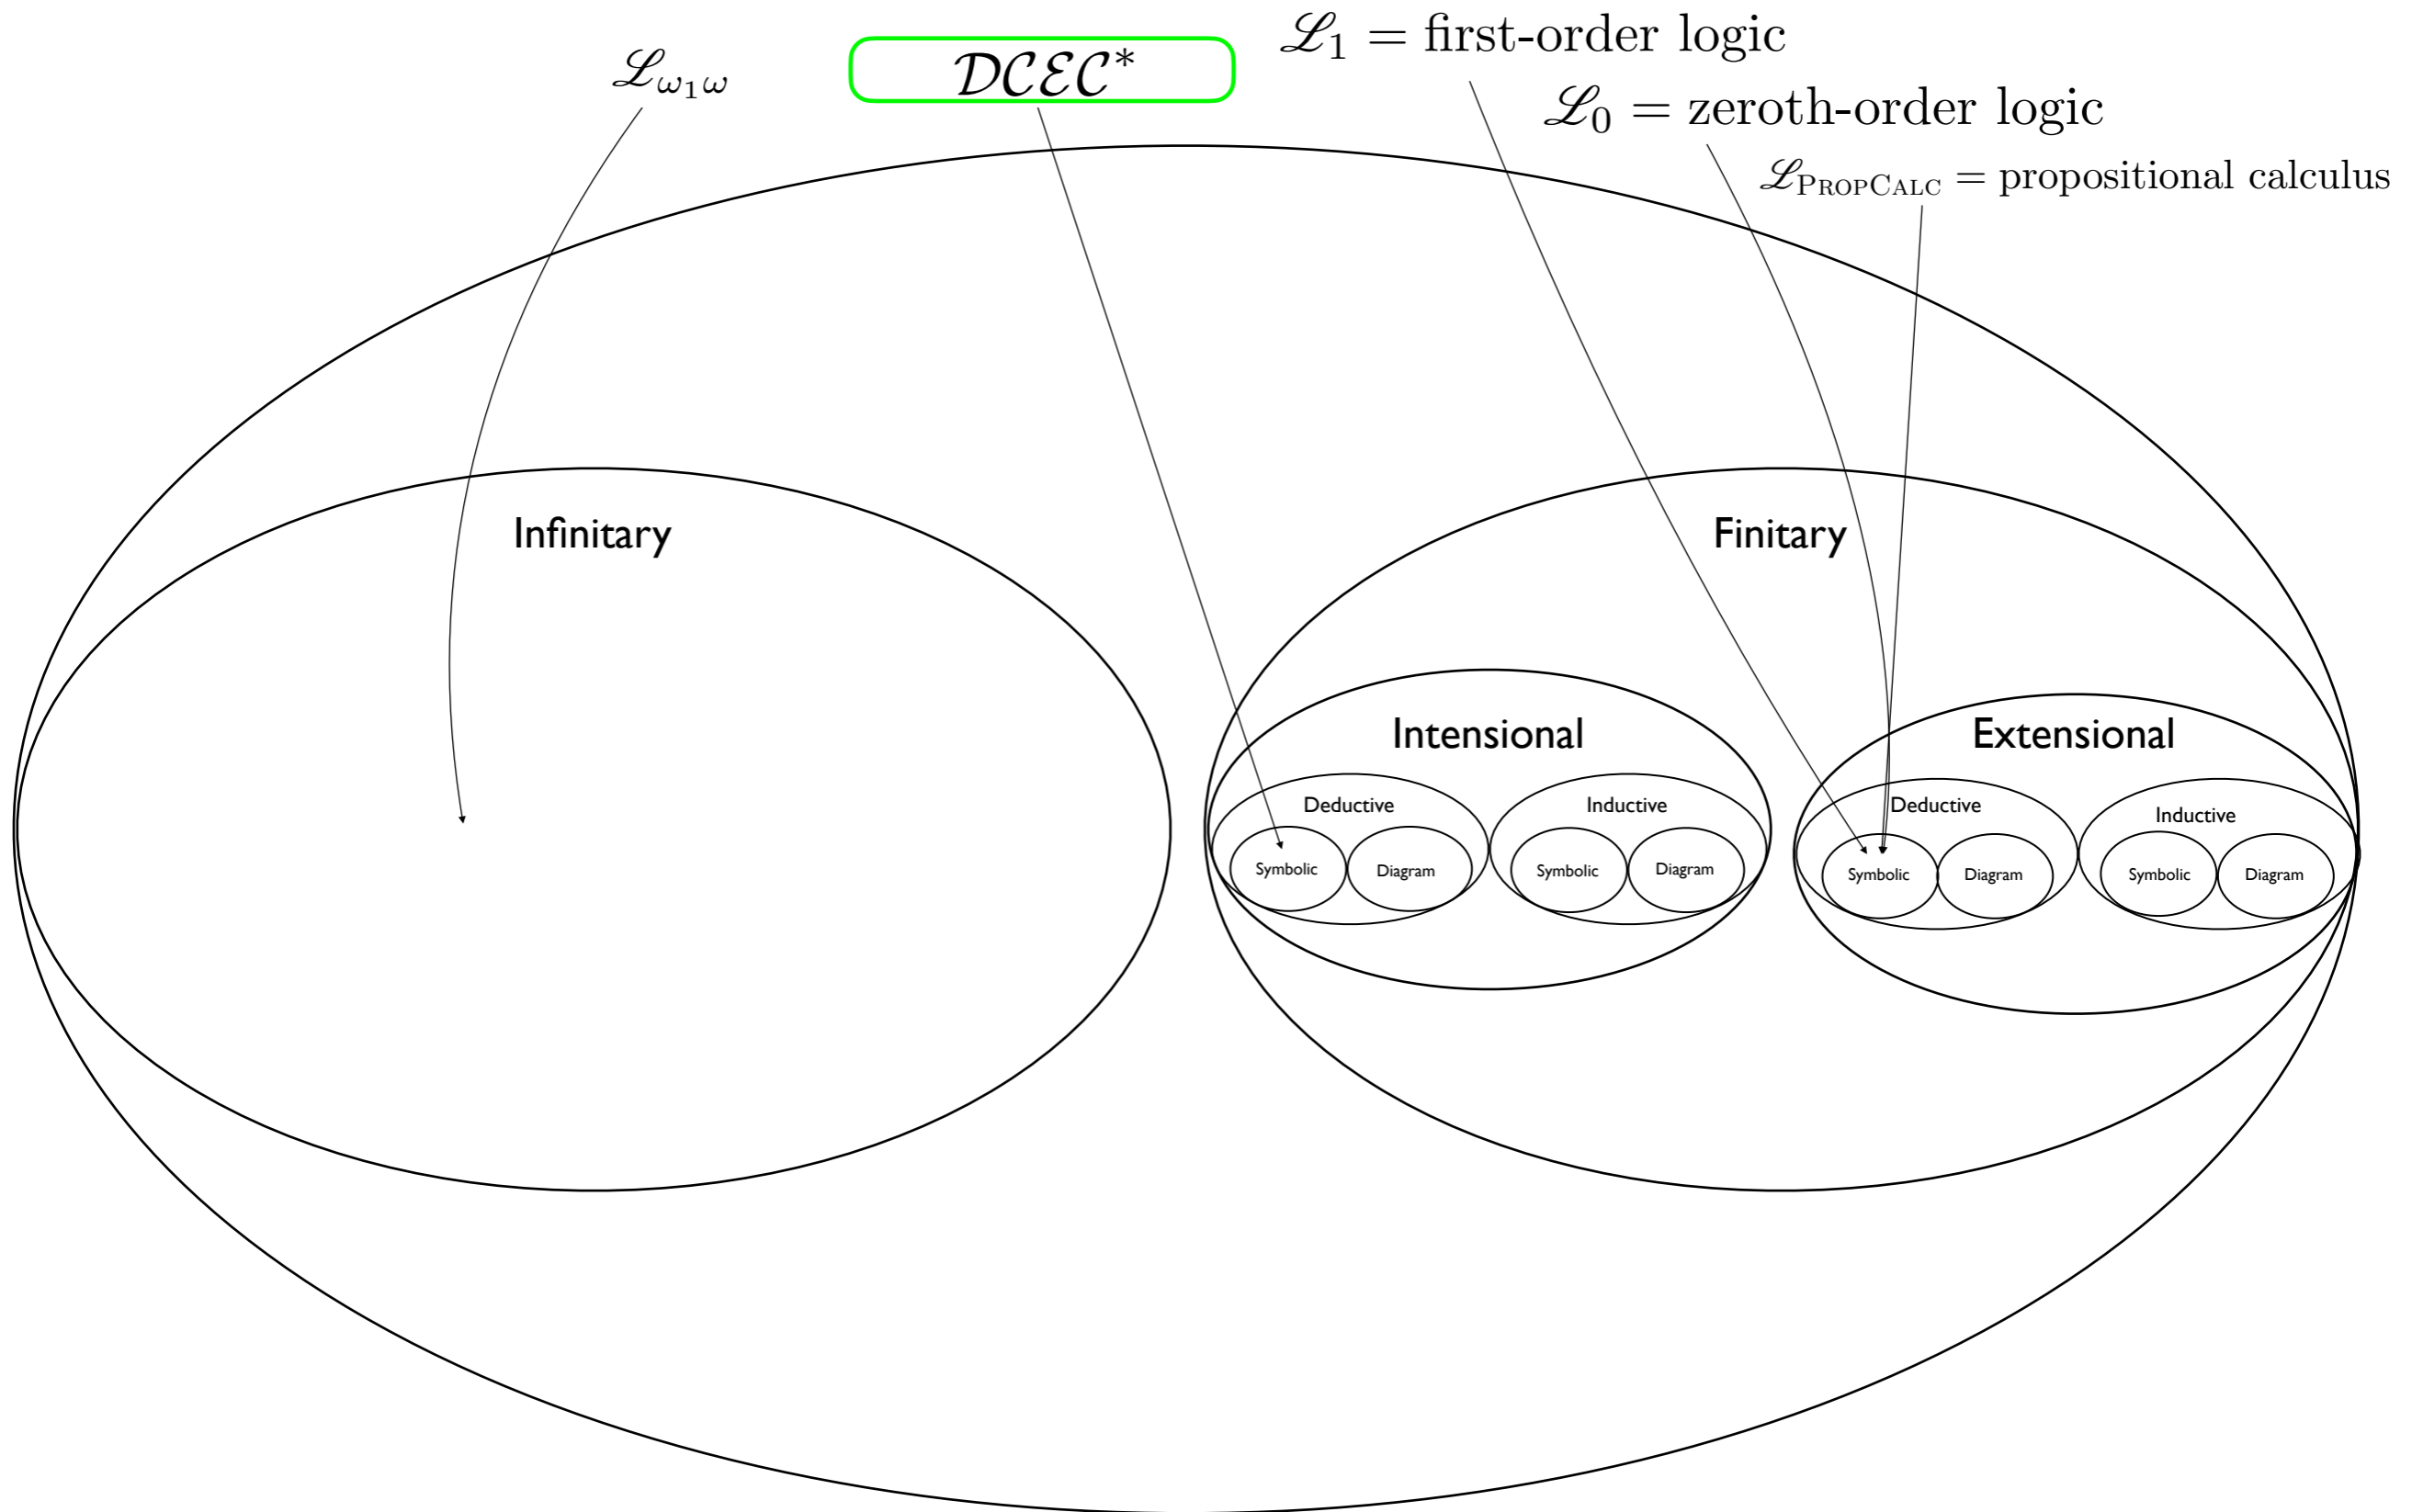 ℒ₁ = first-order logic
ℒ_{ω₁ω}
𝒟𝒞ℰ𝒞*
ℒ₀ = zeroth-order logic
ℒ_{PROPCALC} = propositional calculus
Infinitary
Finitary
Intensional
Extensional
Deductive
Inductive
Deductive
Inductive
Symbolic
Diagram
Symbolic
Diagram
Symbolic
Diagram
Symbolic
Diagram